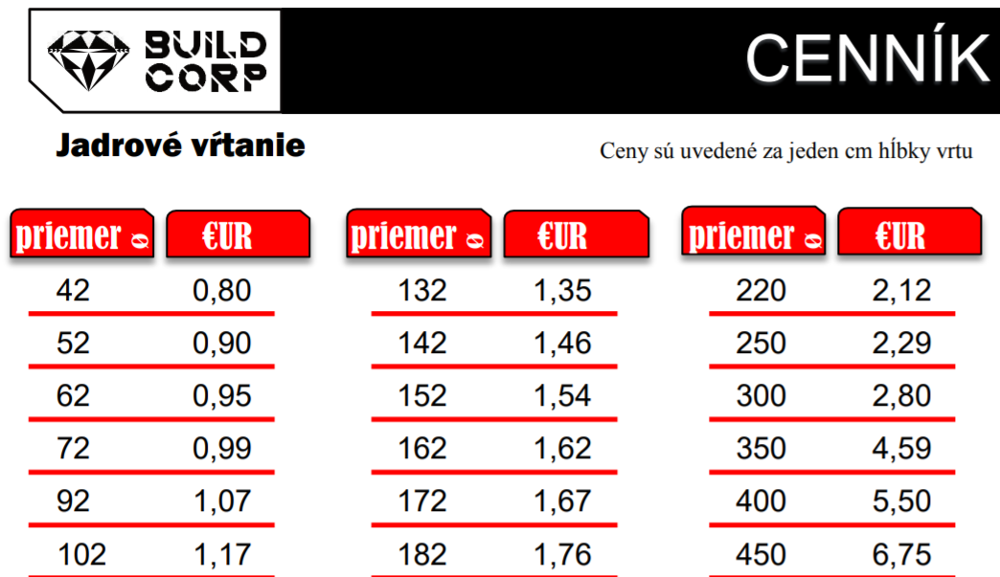 BUILD
CORP
CENNÍK
Jadrové vŕtanie
Ceny sú uvedené za jeden cm hĺbky vrtu
priemer ø €UR priemer ø €UR priemer ø €UR
42 0,80 132 1,35 220 2,12
52 0,90 142 1,46 250 2,29
62 0,95 152 1,54 300 2,80
72 0,99 162 1,62 350 4,59
92 1,07 172 1,67 400 5,50
102 1,17 182 1,76 450 6,75